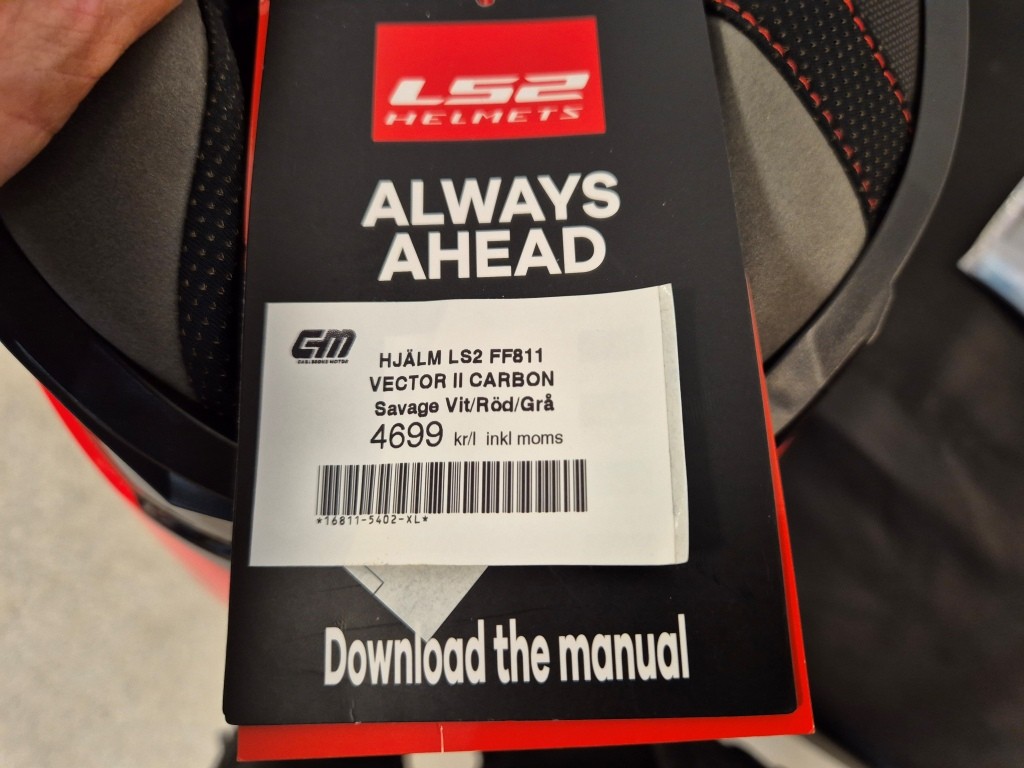 LS2
HELMETS
ALWAYS
AHEAD
GM
HJÄLM LS2 FF811
VECTOR II CARBON
Savage Vit/Röd/Grå
4699 kr/l inkl moms
*16811-5402-XL*
Download the manual